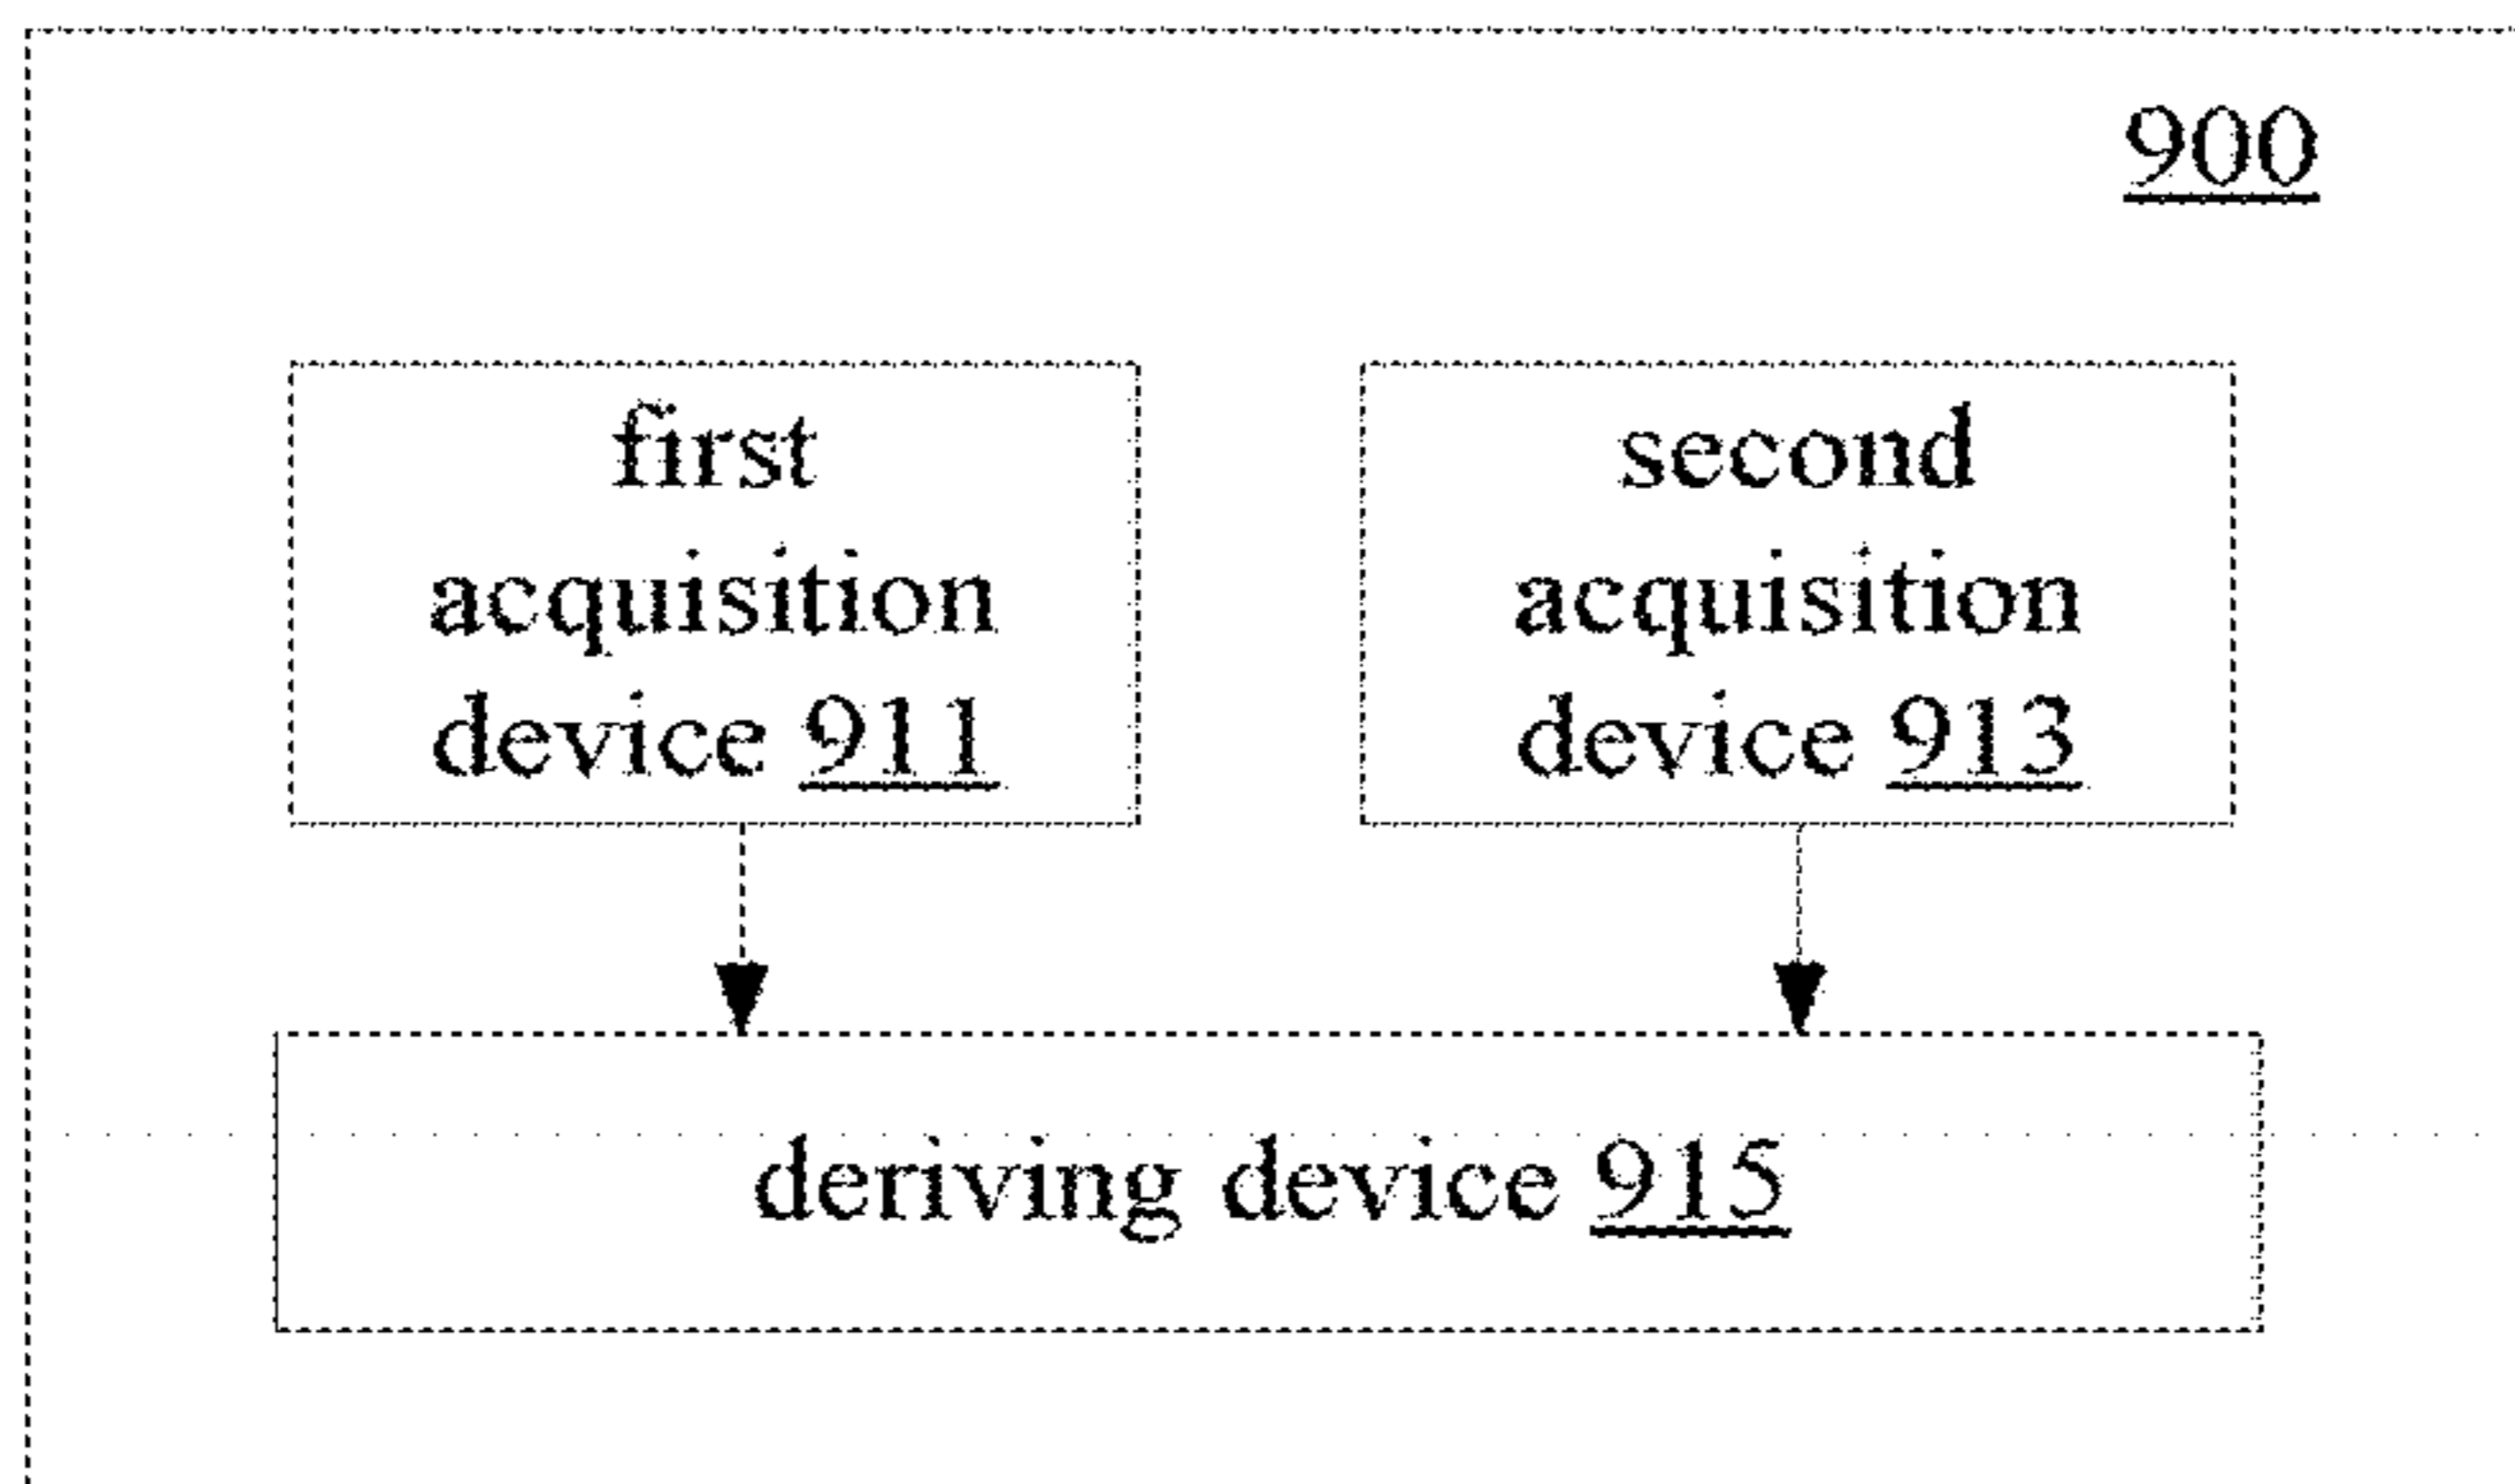 900
first
acquisition
device 911
second
acquisition
device 913
deriving device 915